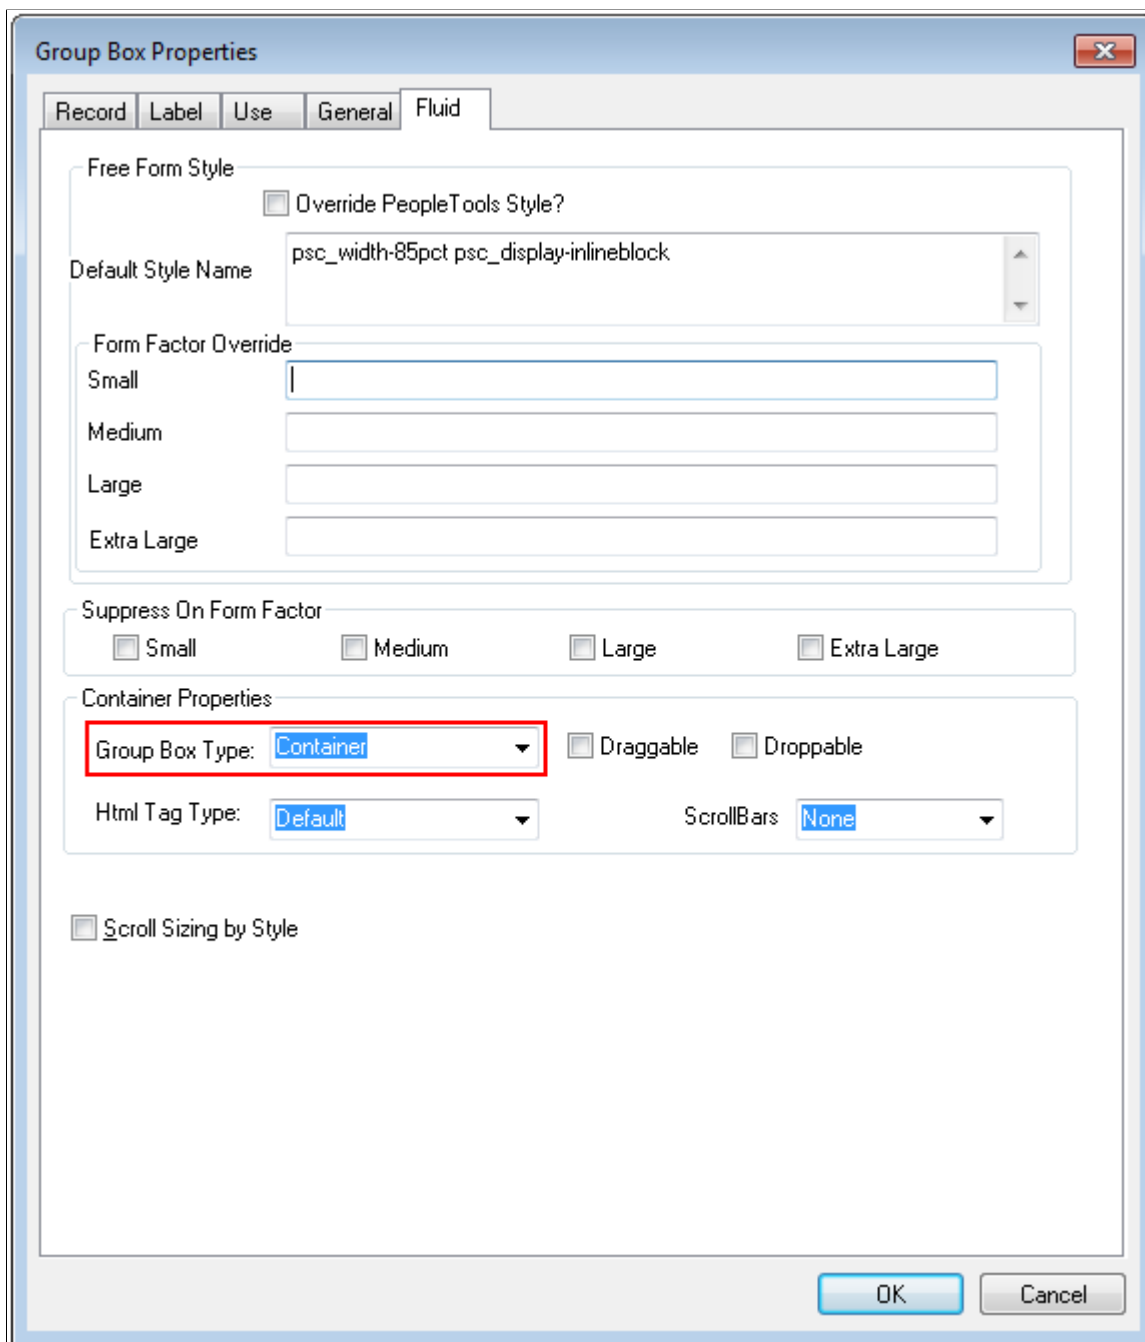 Group Box Properties
Record Label Use General Fluid
Free Form Style
Override PeopleTools Style?
Default Style Name
psc_width-85pct psc_display-inlineblock
Form Factor Override
Small
Medium
Large
Extra Large
Suppress On Form Factor
Small Medium Large Extra Large
Container Properties
Group Box Type: Container Draggable Droppable
Html Tag Type: Default ScrollBars None
Scroll Sizing by Style
OK Cancel